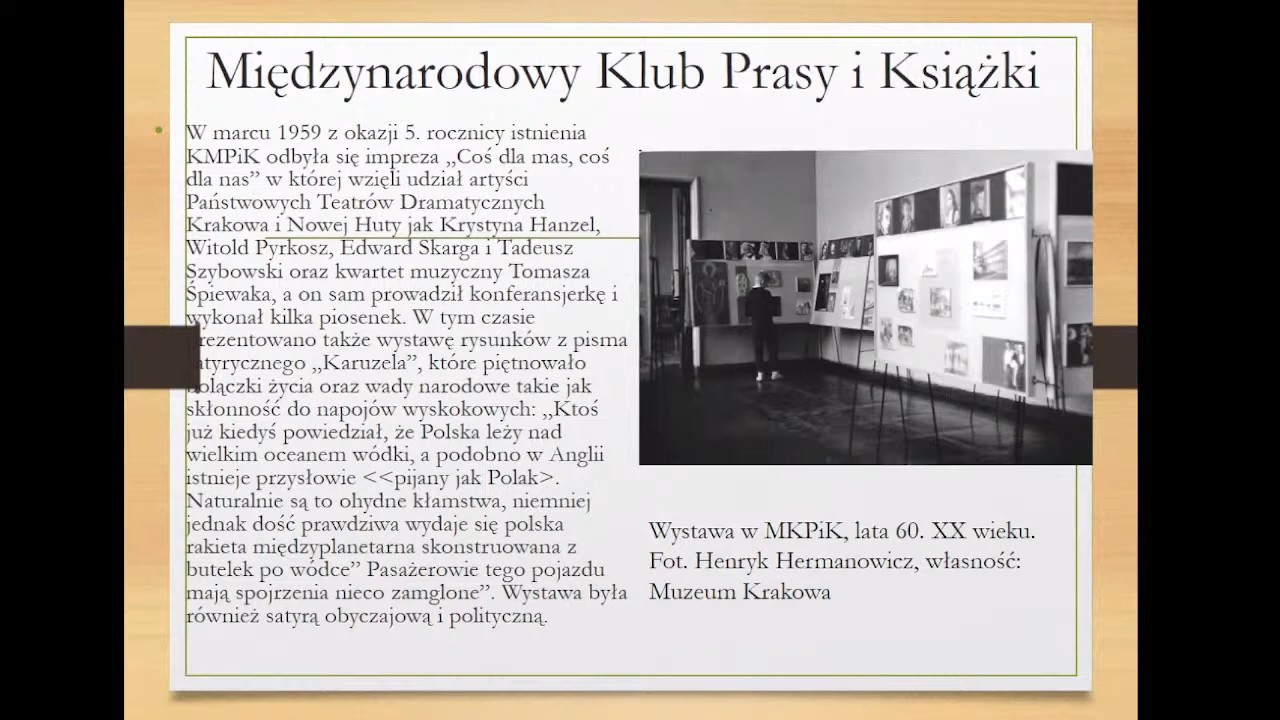 Międzynarodowy Klub Prasy i Książki
W marcu 1959 z okazji 5. rocznicy istnienia
KMPiK odbyła się impreza „Coś dla mas, coś
dla nas” w której wzięli udział artyści
Państwowych Teatrów Dramatycznych
Krakowa i Nowej Huty jak Krystyna Hanzel,
Witold Pyrkosz, Edward Skarga i Tadeusz
Szybowski oraz kwartet muzyczny Tomasza
Śpiewaka, a on sam prowadził konferansjerkę i
wykonał kilka piosenek. W tym czasie
prezentowano także wystawę rysunków z pisma
satyrycznego „Karuzela”, które piętnowało
bolączki życia oraz wady narodowe takie jak
skłonność do napojów wyskokowych: „Ktoś
już kiedyś powiedział, że Polska leży nad
wielkim oceanem wódki, a podobno w Anglii
istnieje przysłowie <<pijany jak Polak>.
Naturalnie są to ohydne kłamstwa, niemniej
jednak dość prawdziwa wydaje się polska
rakieta międzyplanetarna skonstruowana z
butelek po wódce” Pasażerowie tego pojazdu
mają spojrzenia nieco zamglone”. Wystawa była
również satyrą obyczajową i polityczną.
Wystawa w MKPiK, lata 60. XX wieku.
Fot. Henryk Hermanowicz, własność:
Muzeum Krakowa